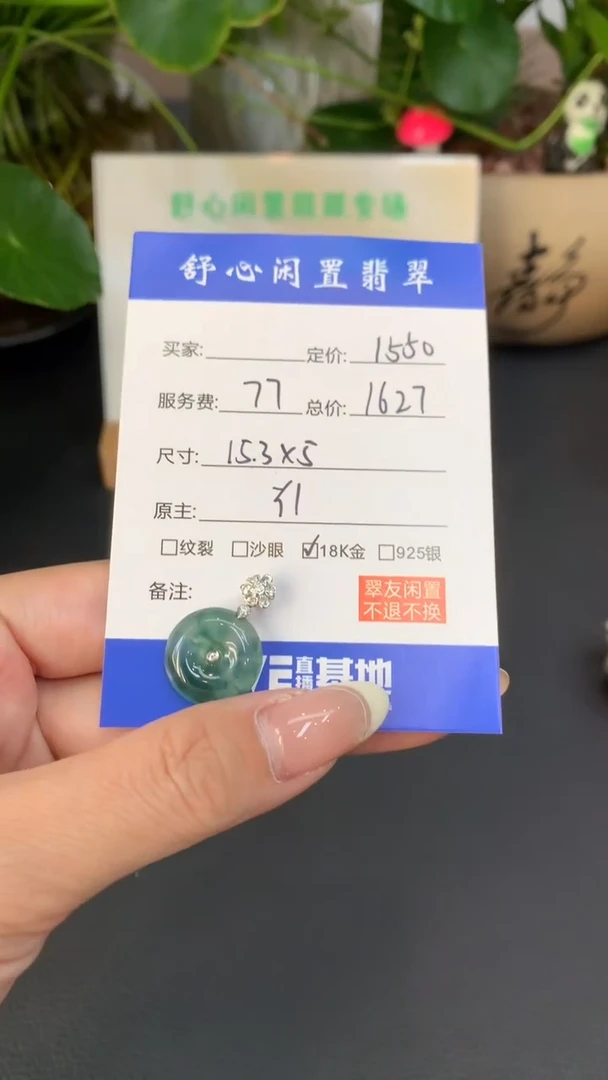 舒心闲置翡翠专场
舒心闲置翡翠
买家: 定价: 1550
服务费: 77 总价: 1627
尺寸: 15.3×5
原主:
☐纹裂 ☐沙眼 ☑18K金 ☐925银
备注:
翠友闲置
不退不换
直播基地
静